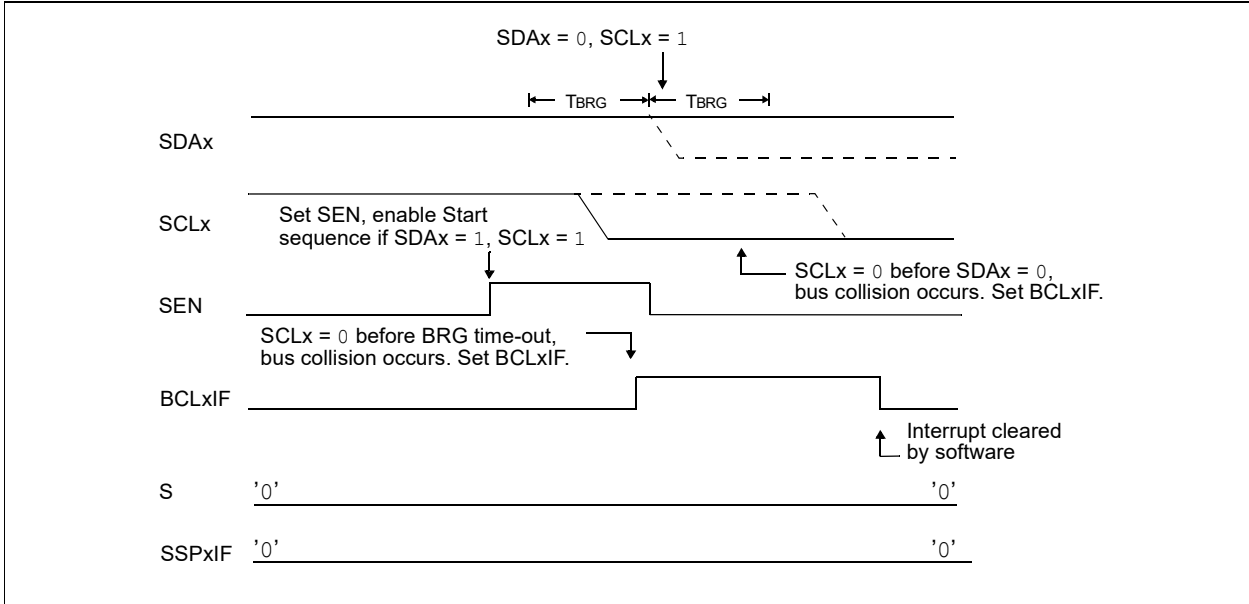 SDAx = 0, SCLx = 1
TBRG TBRG
SDAx
SCLx
Set SEN, enable Start
sequence if SDAx = 1, SCLx = 1
SCLx = 0 before SDAx = 0,
bus collision occurs. Set BCLxIF.
SEN
SCLx = 0 before BRG time-out,
bus collision occurs. Set BCLxIF.
BCLxIF
Interrupt cleared
by software
S '0' '0'
SSPxIF '0' '0'